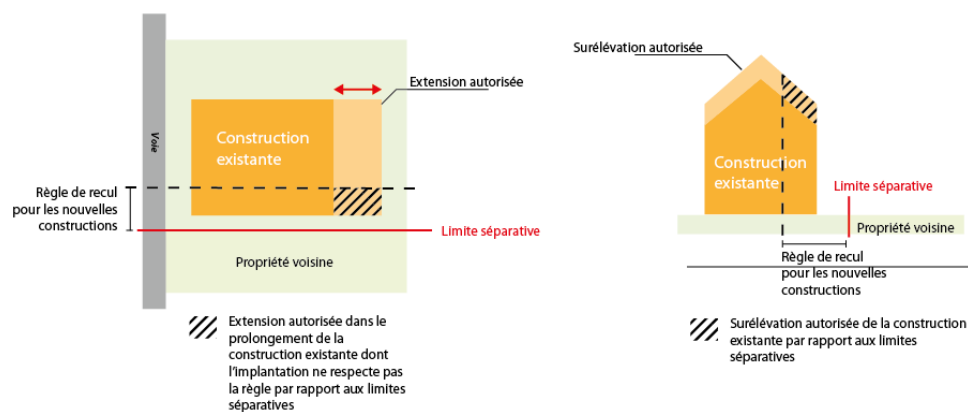 Voie
Extension autorisée
Construction
existante
Règle de recul
pour les nouvelles
constructions
Limite séparative
Propriété voisine
Extension autorisée dans le
prolongement de la
construction existante dont
l'implantation ne respecte pas
la règle par rapport aux limites
séparatives
Surélévation autorisée
Construction
existante
Limite séparative
Propriété voisine
Règle de recul
pour les nouvelles
constructions
Surélévation autorisée de la construction
existante par rapport aux limites
séparatives